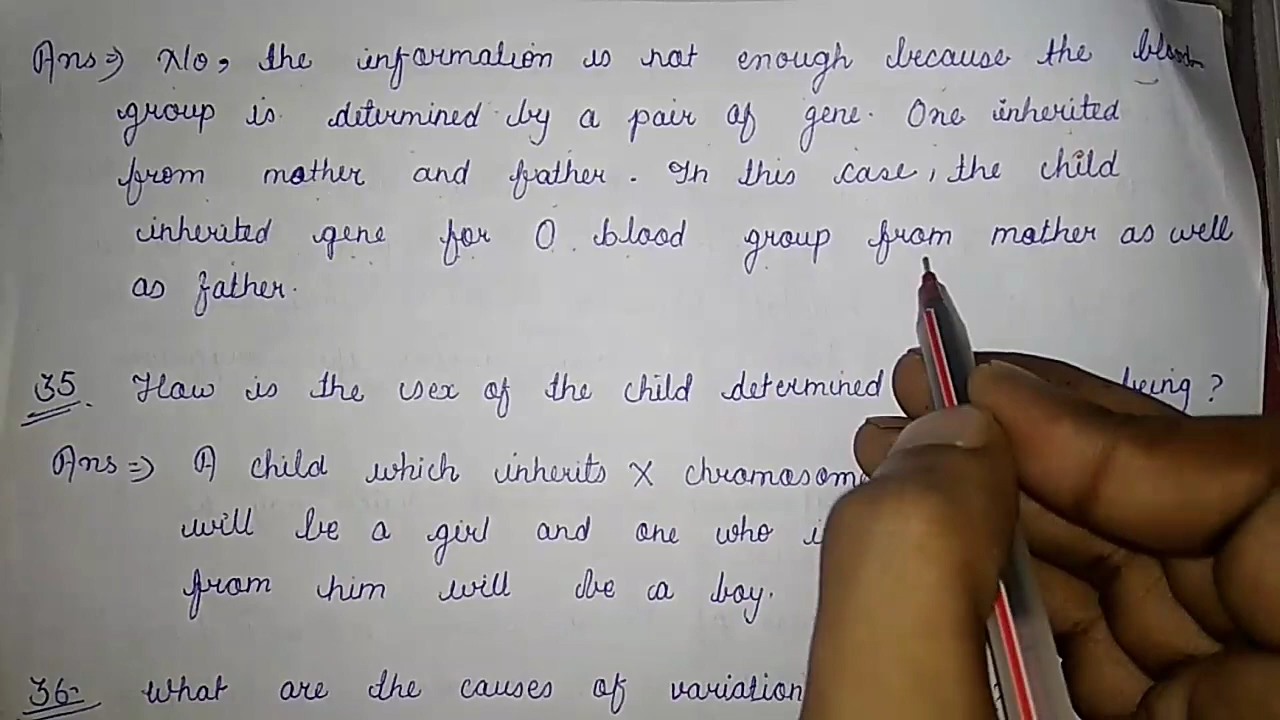 Ans ⇒ No, the information is not enough because the blood
group is determined by a pair of gene. One inherited
from mother and father. In this case, the child
inherited gene for O blood group from mother as well
as father.
35. How is the sex of the child determined being?
Ans ⇒ A child which inherits X chromosom
will be a girl and one who
from him will be a boy.
36- What are the causes of variation